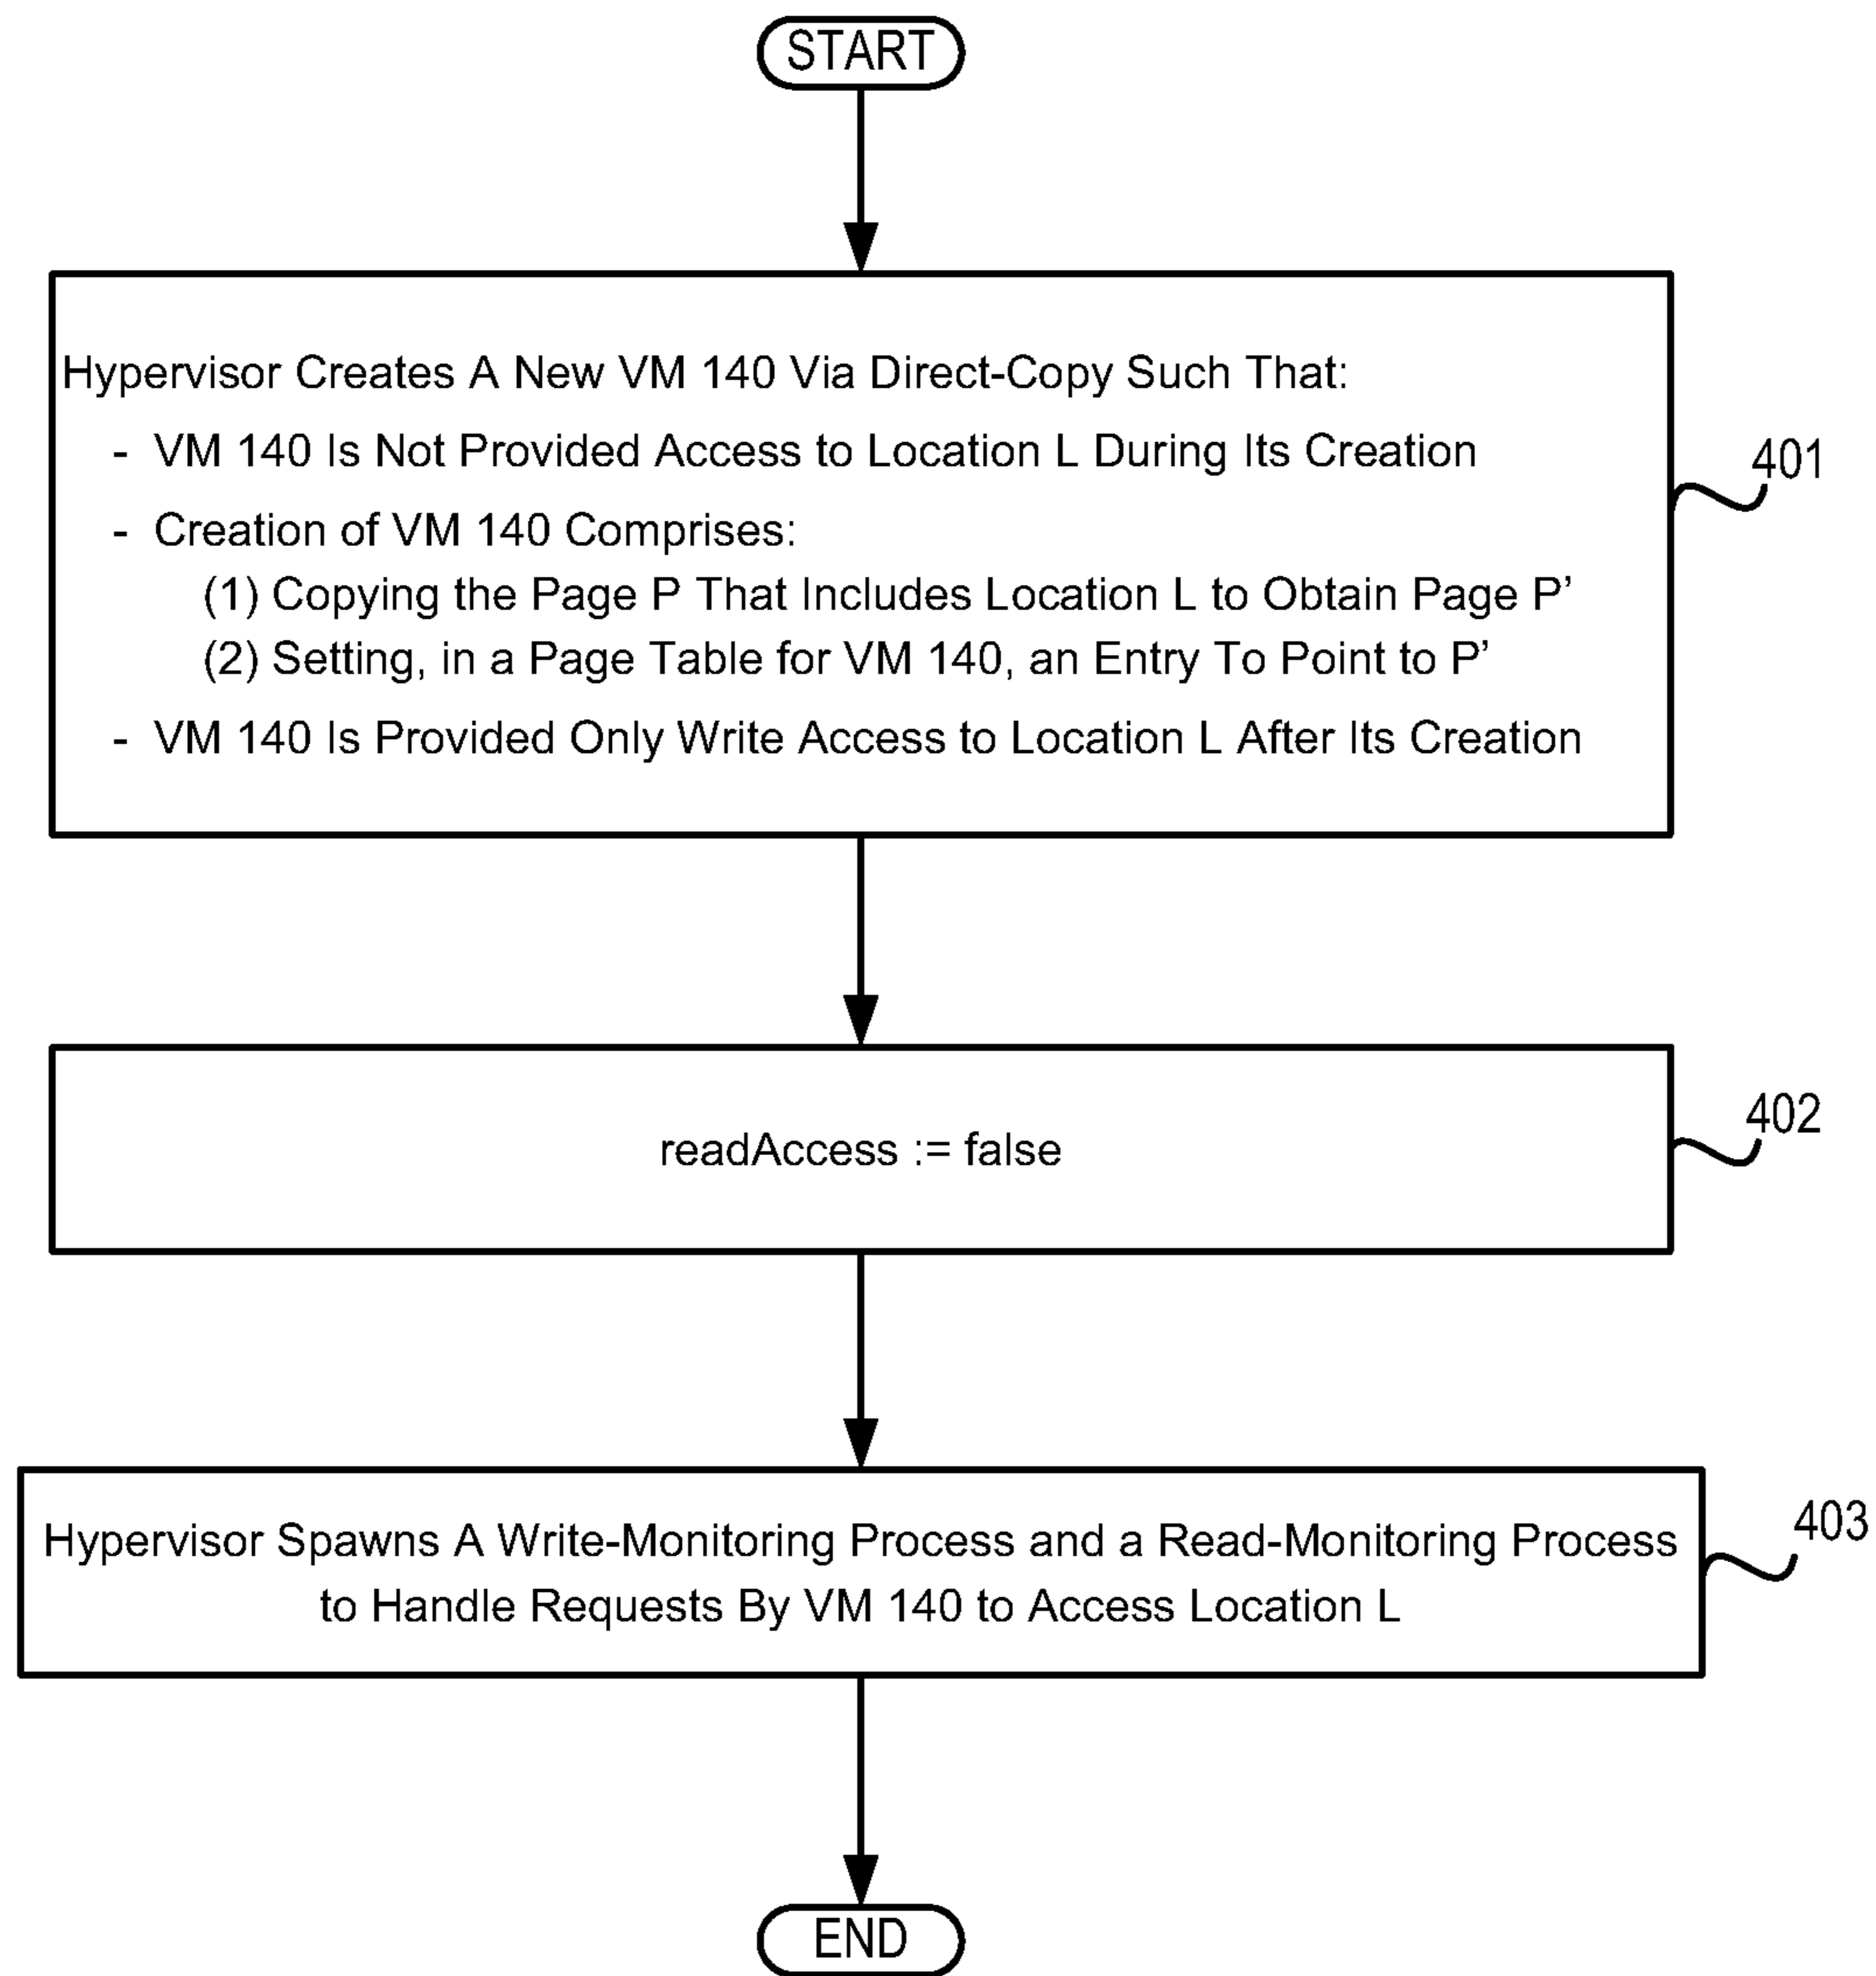 START
Hypervisor Creates A New VM 140 Via Direct-Copy Such That:
- VM 140 Is Not Provided Access to Location L During Its Creation
401
- Creation of VM 140 Comprises:
(1) Copying the Page P That Includes Location L to Obtain Page P’
(2) Setting, in a Page Table for VM 140, an Entry To Point to P’
- VM 140 Is Provided Only Write Access to Location L After Its Creation
readAccess := false
402
Hypervisor Spawns A Write-Monitoring Process and a Read-Monitoring Process
to Handle Requests By VM 140 to Access Location L
403
END